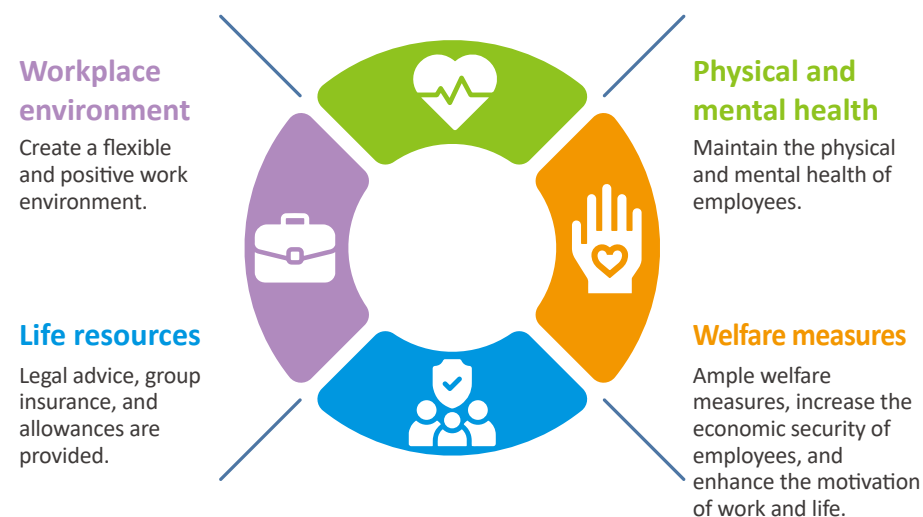 Workplace
environment
Create a flexible
and positive work
environment.
Physical and
mental health
Maintain the physical
and mental health of
employees.
Life resources
Legal advice, group
insurance, and
allowances are
provided.
Welfare measures
Ample welfare
measures, increase the
economic security of
employees, and
enhance the motivation
of work and life.